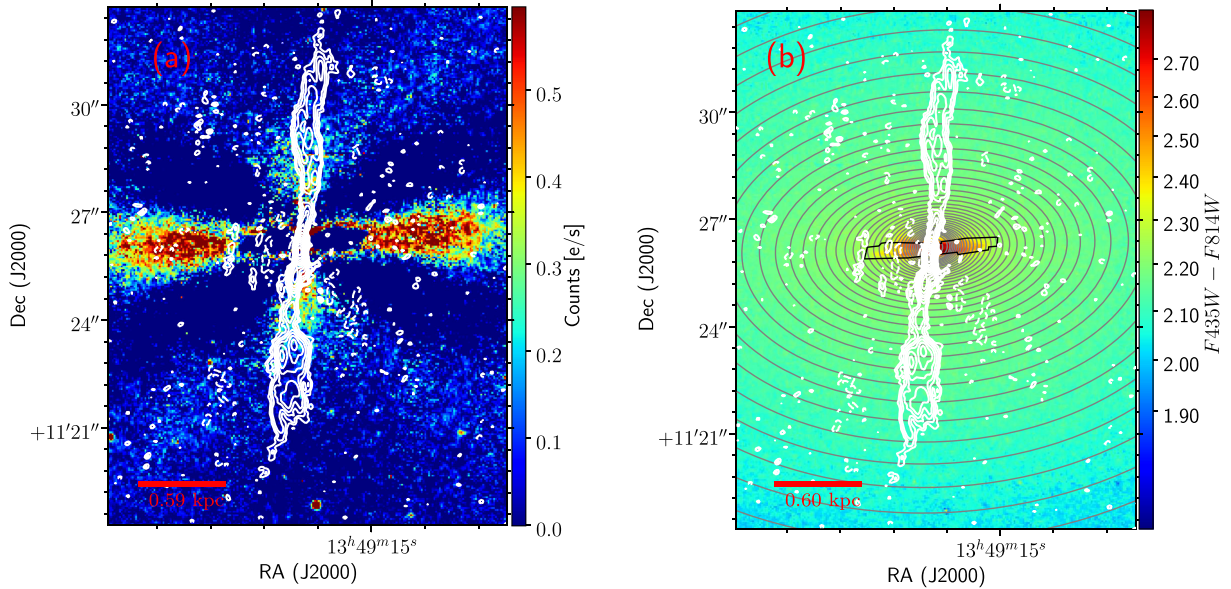 (a)
30″
27″
24″
+11′21″
Dec (J2000)
0.59 kpc
13ʰ49ᵐ15ˢ
RA (J2000)
0.5
0.4
0.3
0.2
0.1
0.0
Counts [e/s]
(b)
30″
27″
24″
+11′21″
Dec (J2000)
0.60 kpc
13ʰ49ᵐ15ˢ
RA (J2000)
2.70
2.60
2.40
2.30
2.20
2.10
2.00
1.90
F435W − F814W